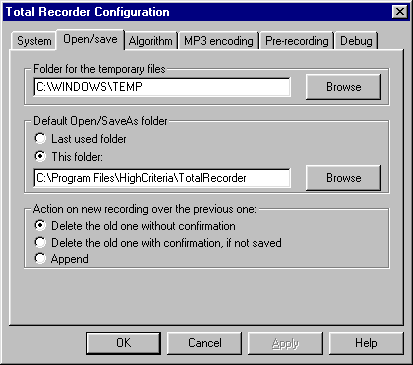 Total Recorder Configuration
System Open/save Algorithm MP3 encoding Pre-recording Debug
Folder for the temporary files
C:\WINDOWS\TEMP Browse
Default Open/SaveAs folder
Last used folder
This folder:
C:\Program Files\HighCriteria\TotalRecorder Browse
Action on new recording over the previous one:
Delete the old one without confirmation
Delete the old one with confirmation, if not saved
Append
OK Cancel Apply Help